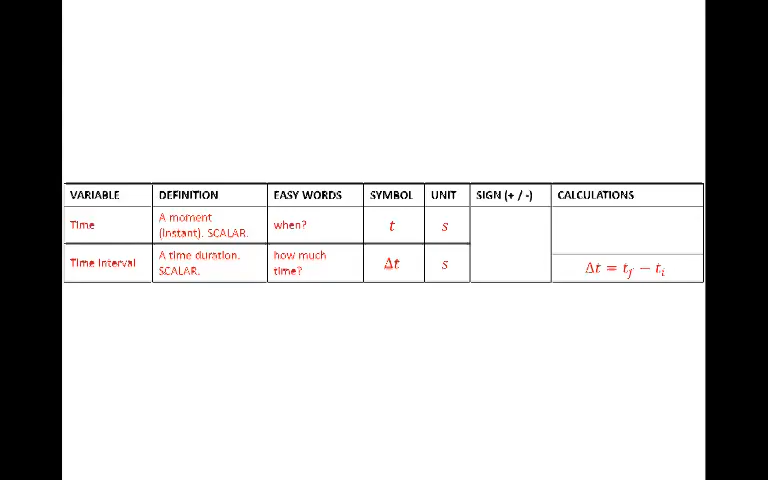 VARIABLE DEFINITION EASY WORDS SYMBOL UNIT SIGN (+ / -) CALCULATIONS
Time
A moment
(instant). SCALAR.
when?
t
s
Time Interval
A time duration.
SCALAR.
how much
time?
Δt
s
Δt = t_f − t_i